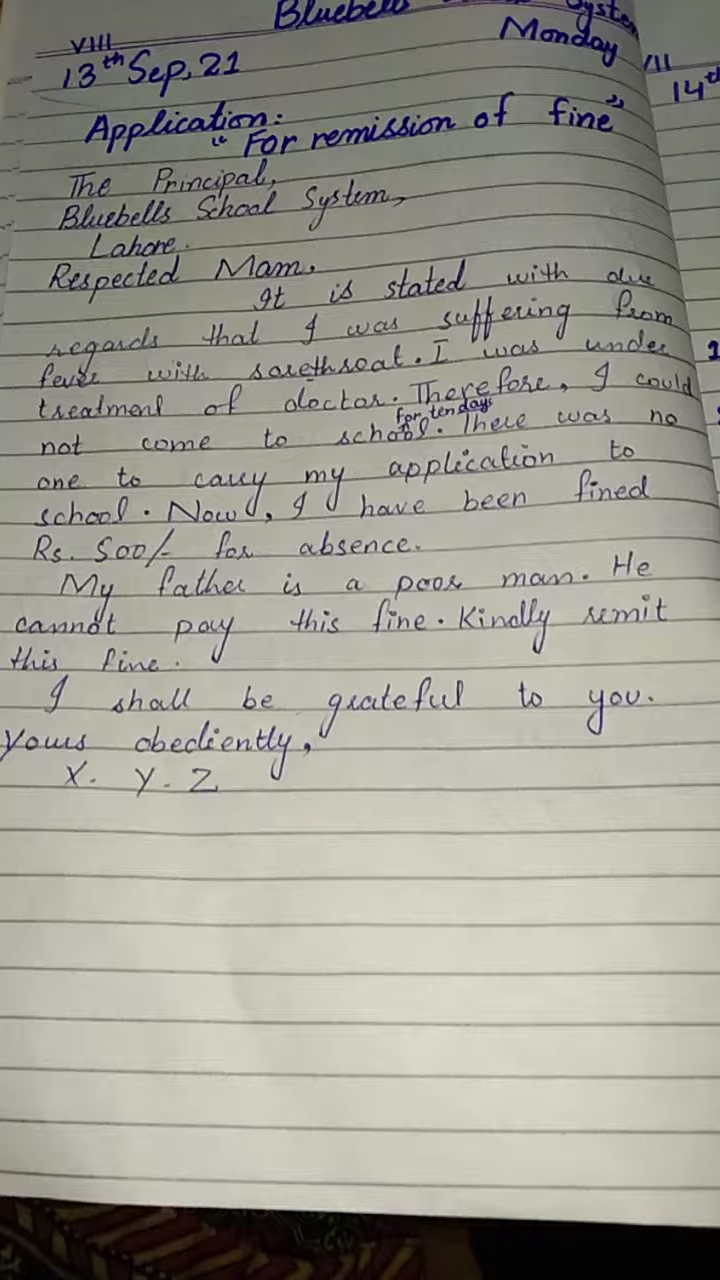 Bluebells System
VIII Monday VII
13th Sep, 21 14th
Application:
"For remission of fine"
The Principal,
Bluebells School System,
Lahore.
Respected Mam.
It is stated with due
regards that I was suffering from
fever with sorethroat. I was under
treatment of doctor. Therefore, I could
not come to school for ten days. There was no
one to carry my application to
school. Now, I have been fined
Rs. 500/- for absence.
My father is a poor man. He
cannot pay this fine. Kindly remit
this fine.
I shall be grateful to you.
Yours obediently,
X. Y. Z